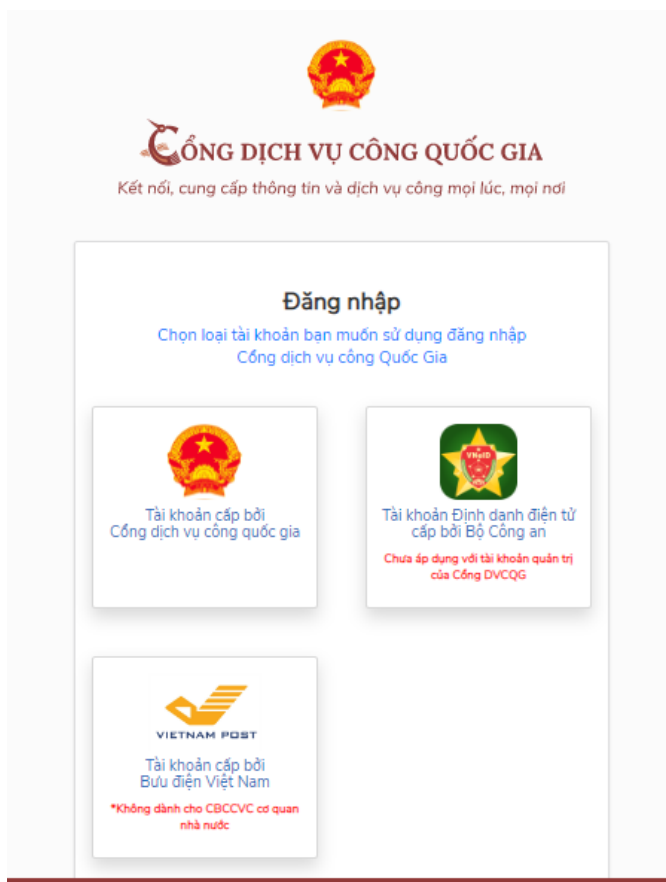 CỔNG DỊCH VỤ CÔNG QUỐC GIA
Kết nối, cung cấp thông tin và dịch vụ công mọi lúc, mọi nơi
Đăng nhập
Chọn loại tài khoản bạn muốn sử dụng đăng nhập
Cổng dịch vụ công Quốc Gia
Tài khoản cấp bởi
Cổng dịch vụ công quốc gia
VNeID
Tài khoản Định danh điện tử
cấp bởi Bộ Công an
Chưa áp dụng với tài khoản quản trị
của Cổng DVCQG
VIETNAM POST
Tài khoản cấp bởi
Bưu điện Việt Nam
*Không dành cho CBCCVC cơ quan
nhà nước